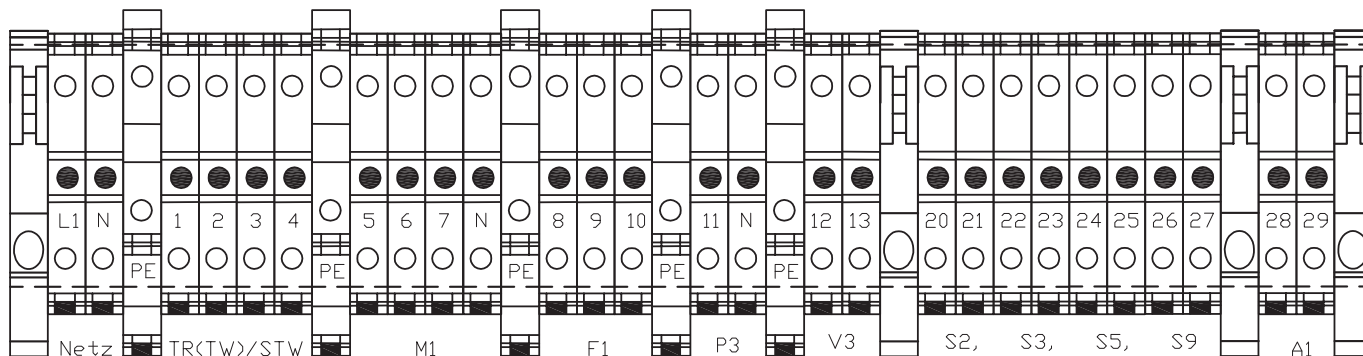 L1 N 1 2 3 4 5 6 7 N 8 9 10 11 N 12 13 20 21 22 23 24 25 26 27 28 29
PE PE PE PE PE
Netz TR(TW)/STW M1 F1 P3 V3 S2, S3, S5, S9 A1